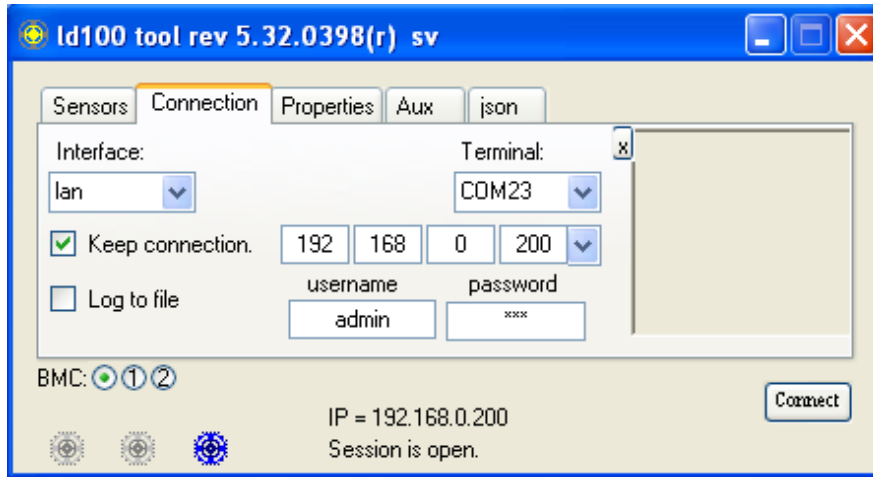 ld100 tool rev 5.32.0398(r) sv
Sensors Connection Properties Aux json
Interface: Terminal: x
lan COM23
Keep connection. 192 168 0 200
Log to file username password
admin ***
BMC: 1 2
Connect
IP = 192.168.0.200
Session is open.